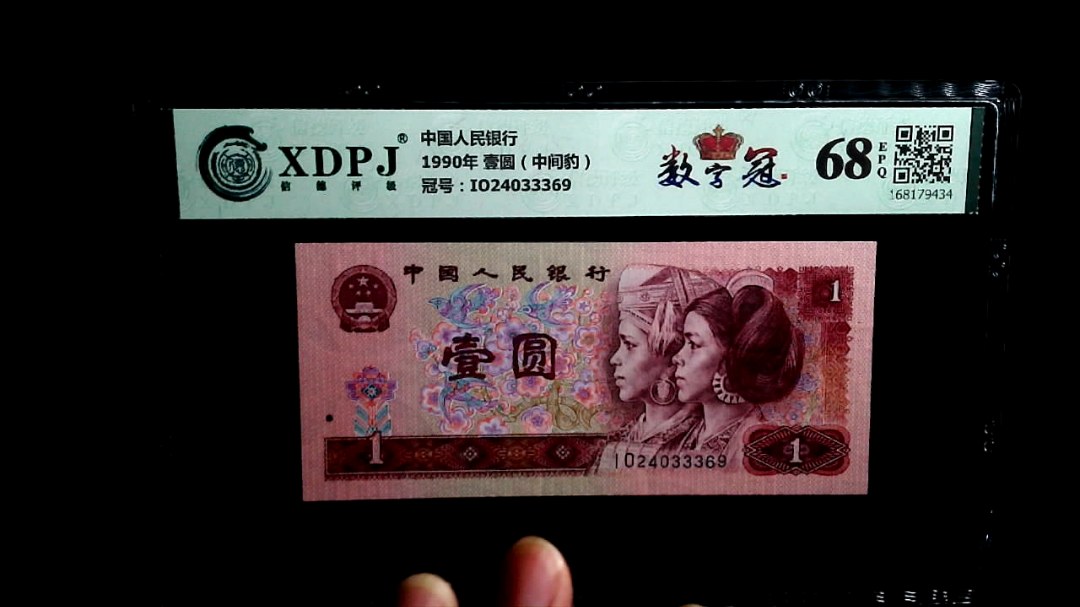 XDPJ®
信德评级
中国人民银行
1990年 壹圆（中间豹）
冠号：IO24033369
数字冠
68
EPQ
168179434
中國人民銀行
1
壹圆
1
IO24033369
1